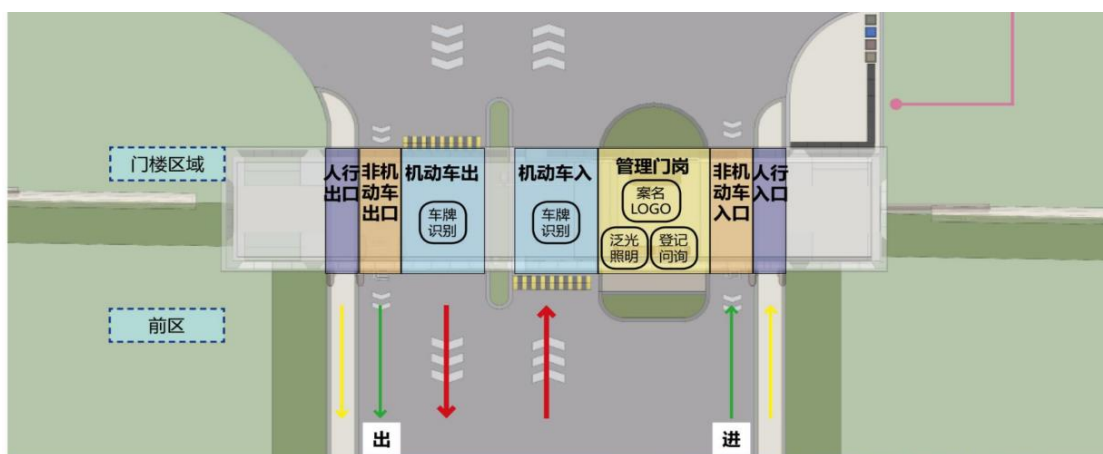 门楼区域
人行
出口
非机
动车
出口
机动车出
车牌
识别
机动车入
车牌
识别
管理门岗
案名
LOGO
泛光
照明
登记
问询
非机
动车
入口
人行
入口
前区
出
进